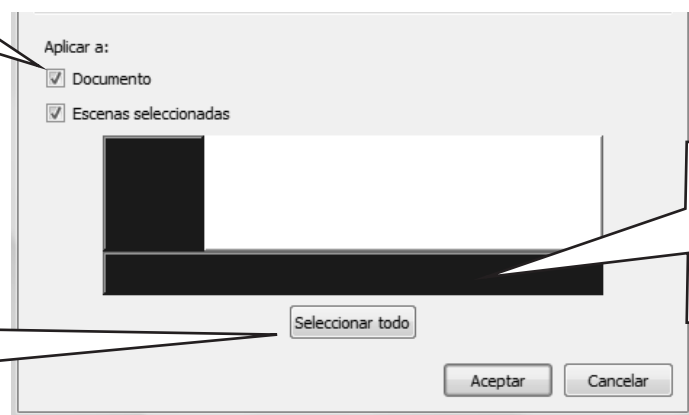 Aplicar a:
Documento
Escenas seleccionadas
Seleccionar todo
Aceptar Cancelar